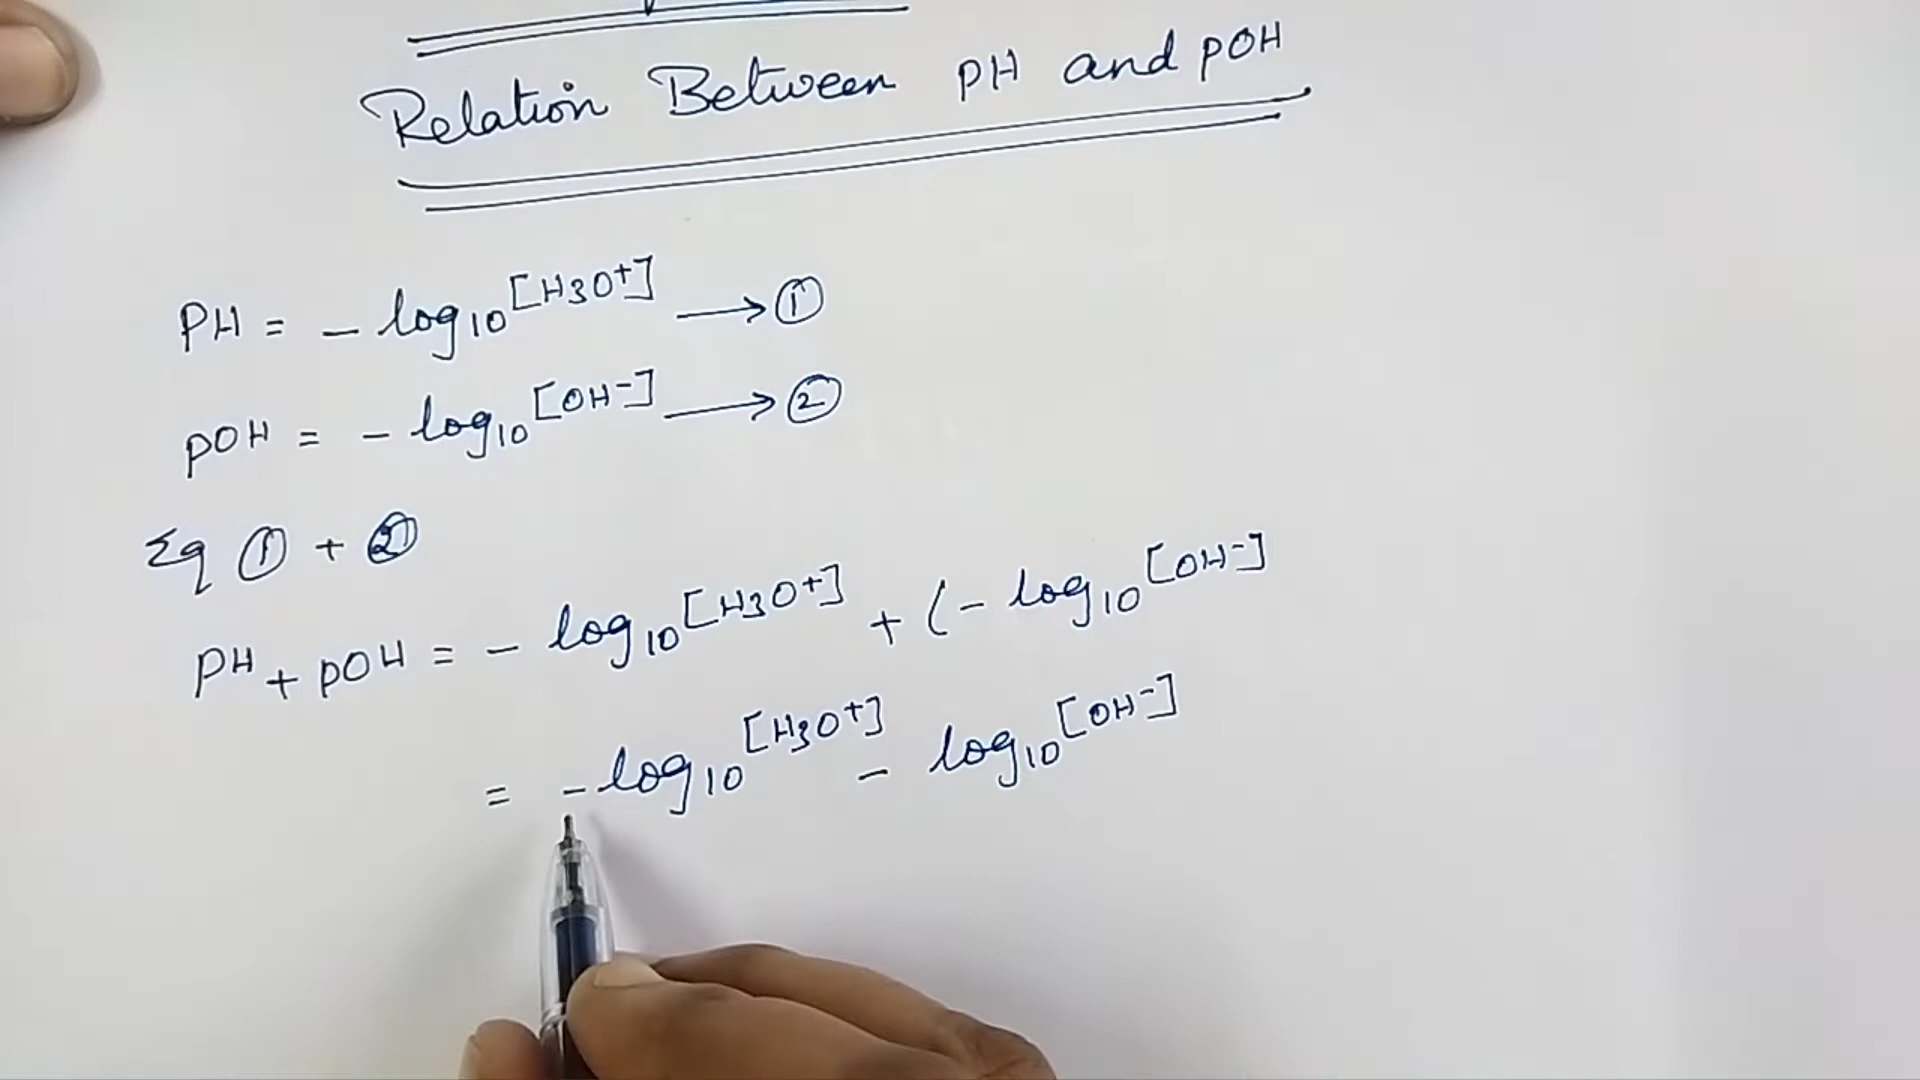 Relation Between pH and pOH
PH = - log10[H3O+] → ①
pOH = - log10[OH-] → ②
Eq ① + ②
PH + pOH = - log10[H3O+] + (- log10[OH-]
= - log10[H3O+] - log10[OH-]